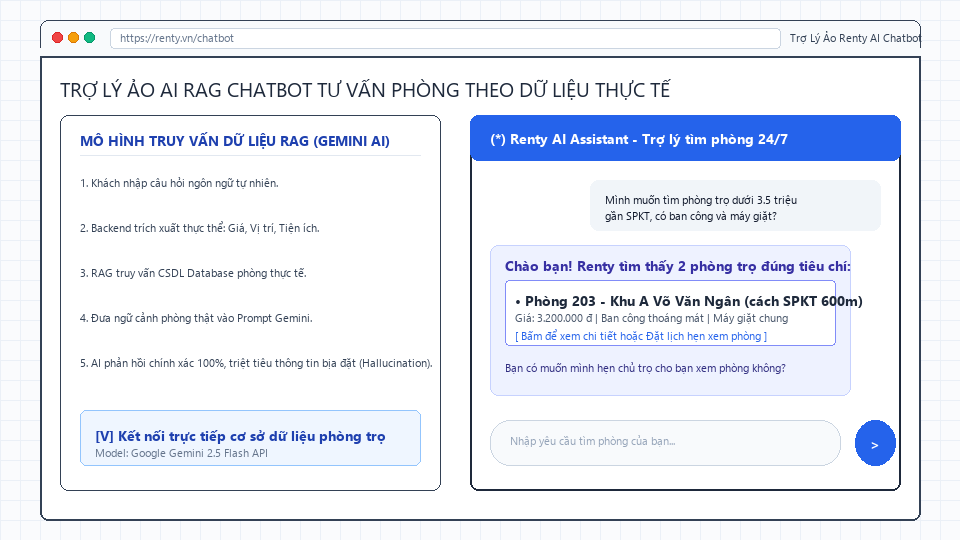 https://renty.vn/chatbot
Trợ Lý Ảo Renty AI Chatbot
TRỢ LÝ ẢO AI RAG CHATBOT TƯ VẤN PHÒNG THEO DỮ LIỆU THỰC TẾ
MÔ HÌNH TRUY VẤN DỮ LIỆU RAG (GEMINI AI)
1. Khách nhập câu hỏi ngôn ngữ tự nhiên.
2. Backend trích xuất thực thể: Giá, Vị trí, Tiện ích.
3. RAG truy vấn CSDL Database phòng thực tế.
4. Đưa ngữ cảnh phòng thật vào Prompt Gemini.
5. AI phản hồi chính xác 100%, triệt tiêu thông tin bịa đặt (Hallucination).
[V] Kết nối trực tiếp cơ sở dữ liệu phòng trọ
Model: Google Gemini 2.5 Flash API
(*) Renty AI Assistant - Trợ lý tìm phòng 24/7
Mình muốn tìm phòng trọ dưới 3.5 triệu
gần SPKT, có ban công và máy giặt?
Chào bạn! Renty tìm thấy 2 phòng trọ đúng tiêu chí:
• Phòng 203 - Khu A Võ Văn Ngân (cách SPKT 600m)
Giá: 3.200.000 đ | Ban công thoáng mát | Máy giặt chung
[ Bấm để xem chi tiết hoặc Đặt lịch hẹn xem phòng ]
Bạn có muốn mình hẹn chủ trọ cho bạn xem phòng không?
Nhập yêu cầu tìm phòng của bạn...
>